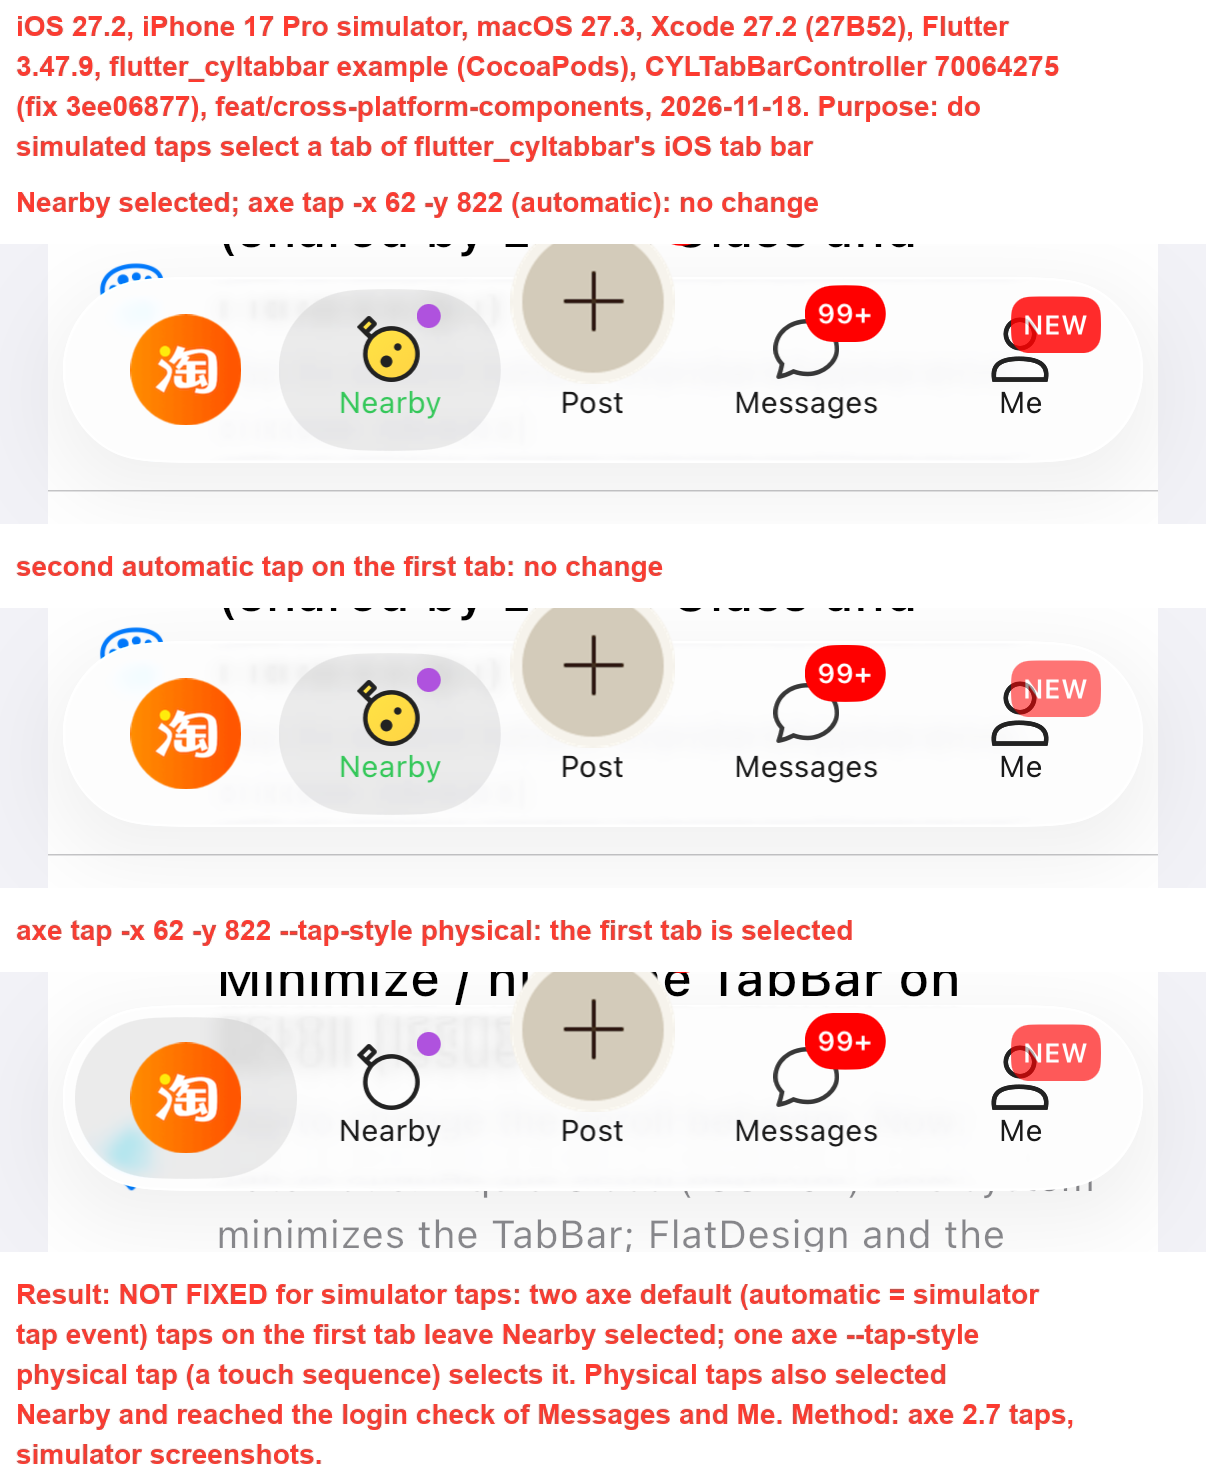 iOS 27.2, iPhone 17 Pro simulator, macOS 27.3, Xcode 27.2 (27B52), Flutter
3.47.9, flutter_cyltabbar example (CocoaPods), CYLTabBarController 70064275
(fix 3ee06877), feat/cross-platform-components, 2026-11-18. Purpose: do
simulated taps select a tab of flutter_cyltabbar's iOS tab bar
Nearby selected; axe tap -x 62 -y 822 (automatic): no change
淘
Nearby
Post
99+
Messages
NEW
Me
second automatic tap on the first tab: no change
淘
Nearby
Post
99+
Messages
NEW
Me
axe tap -x 62 -y 822 --tap-style physical: the first tab is selected
Minimize / TabBar on
淘
Nearby
Post
99+
Messages
NEW
Me
minimizes the TabBar; FlatDesign and the
Result: NOT FIXED for simulator taps: two axe default (automatic = simulator
tap event) taps on the first tab leave Nearby selected; one axe --tap-style
physical tap (a touch sequence) selects it. Physical taps also selected
Nearby and reached the login check of Messages and Me. Method: axe 2.7 taps,
simulator screenshots.